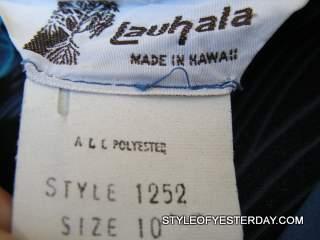 Lauhala
MADE IN HAWAII
ALL POLYESTER
STYLE 1252
SIZE 10
STYLEOFYESTERDAY.COM